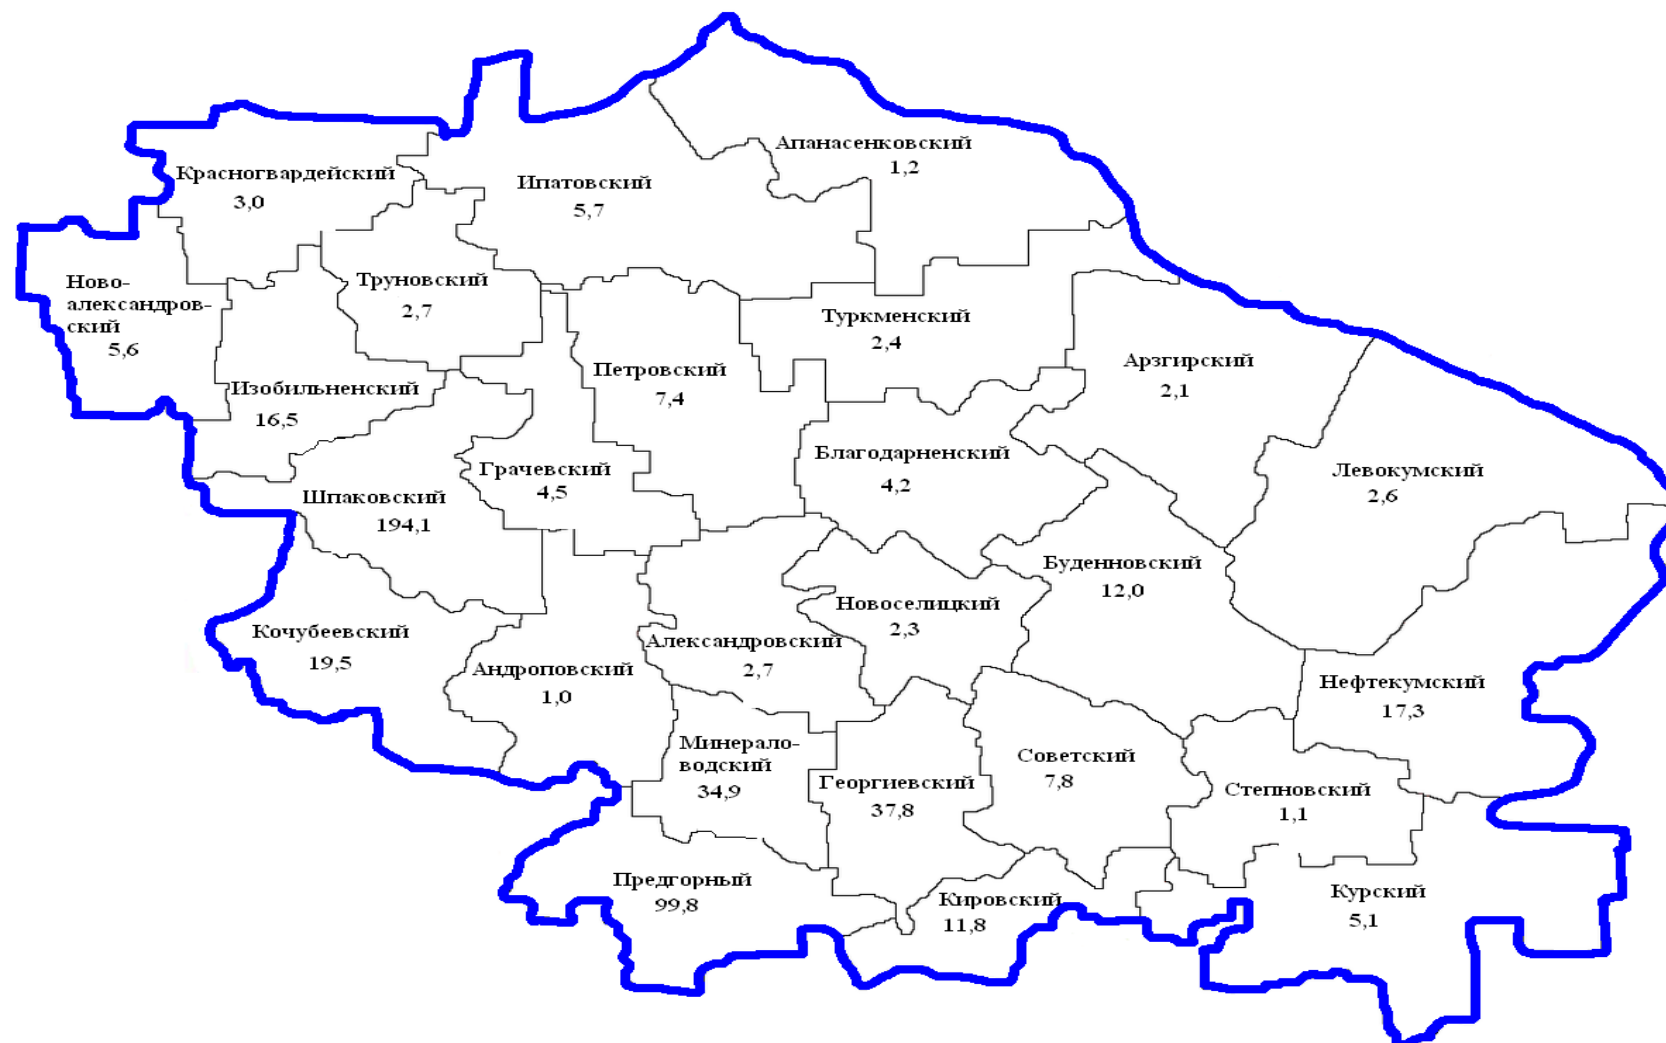 Апанасенковский
1,2
Красногвардейский
3,0
Ипатовский
5,7
Ново-
александров-
ский
5,6
Труновский
2,7
Туркменский
2,4
Изобильненский
16,5
Петровский
7,4
Арзгирский
2,1
Шпаковский
194,1
Грачевский
4,5
Благодарненский
4,2
Левокумский
2,6
Кочубеевский
19,5
Андроповский
1,0
Александровский
2,7
Новоселицкий
2,3
Буденновский
12,0
Нефтекумский
17,3
Минерало-
водский
34,9
Георгиевский
37,8
Советский
7,8
Степновский
1,1
Предгорный
99,8
Кировский
11,8
Курский
5,1